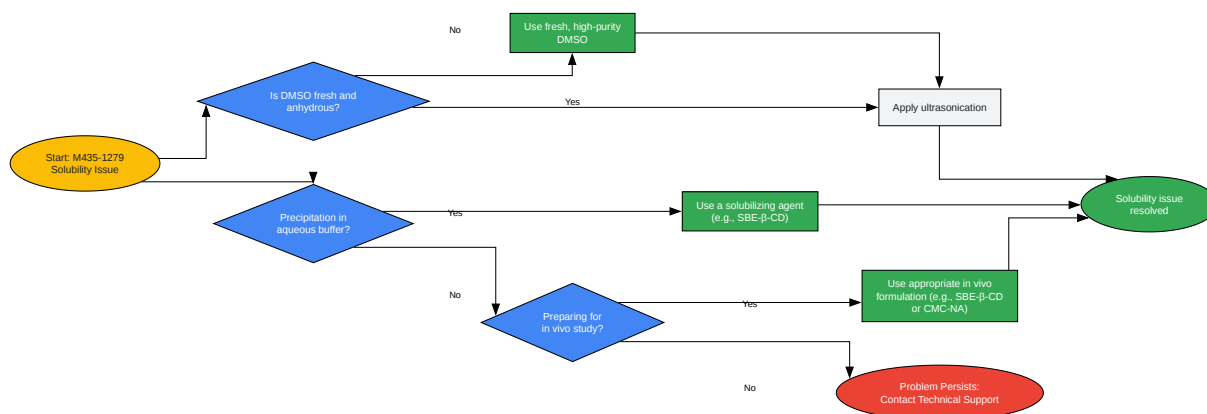 No
Use fresh, high-purity
DMSO
Is DMSO fresh and
anhydrous?
Yes
Apply ultrasonication
Start: M435-1279
Solubility Issue
Precipitation in
aqueous buffer?
Yes
Use a solubilizing agent
(e.g., SBE-β-CD)
Solubility issue
resolved
No
Preparing for
in vivo study?
Yes
Use appropriate in vivo
formulation (e.g., SBE-β-CD
or CMC-NA)
No
Problem Persists:
Contact Technical Support